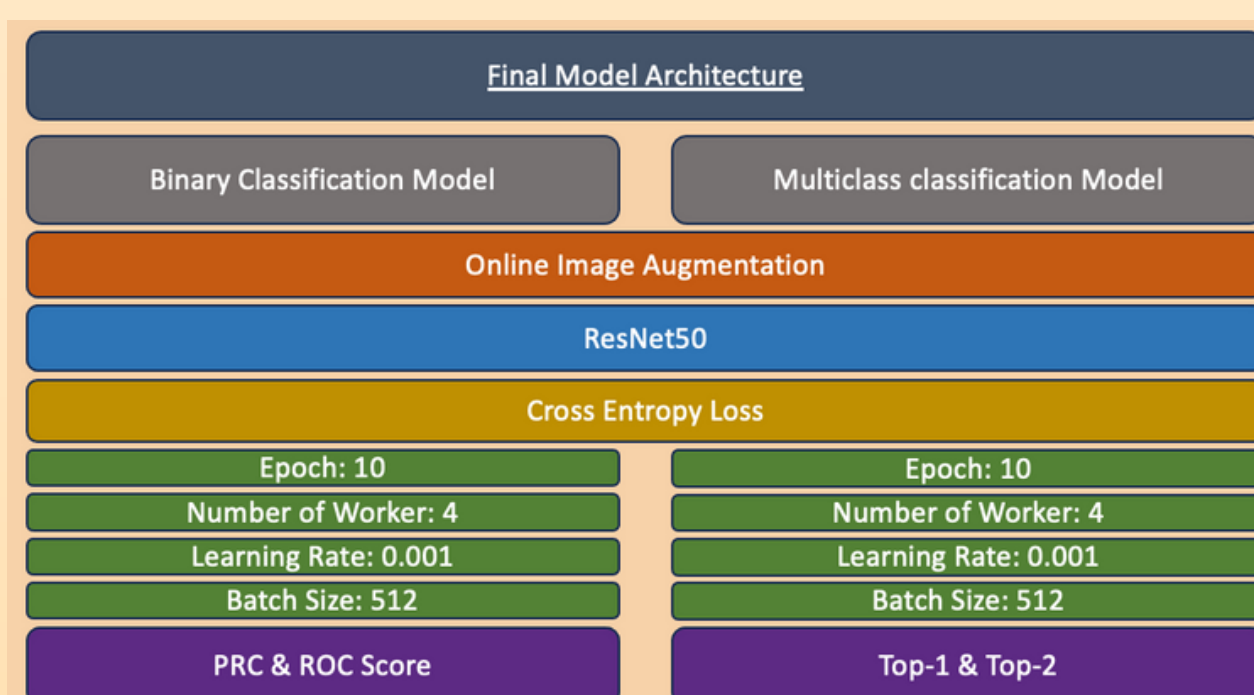 Final Model Architecture
Binary Classification Model
Multiclass classification Model
Online Image Augmentation
ResNet50
Cross Entropy Loss
Epoch: 10
Epoch: 10
Number of Worker: 4
Number of Worker: 4
Learning Rate: 0.001
Learning Rate: 0.001
Batch Size: 512
Batch Size: 512
PRC & ROC Score
Top-1 & Top-2